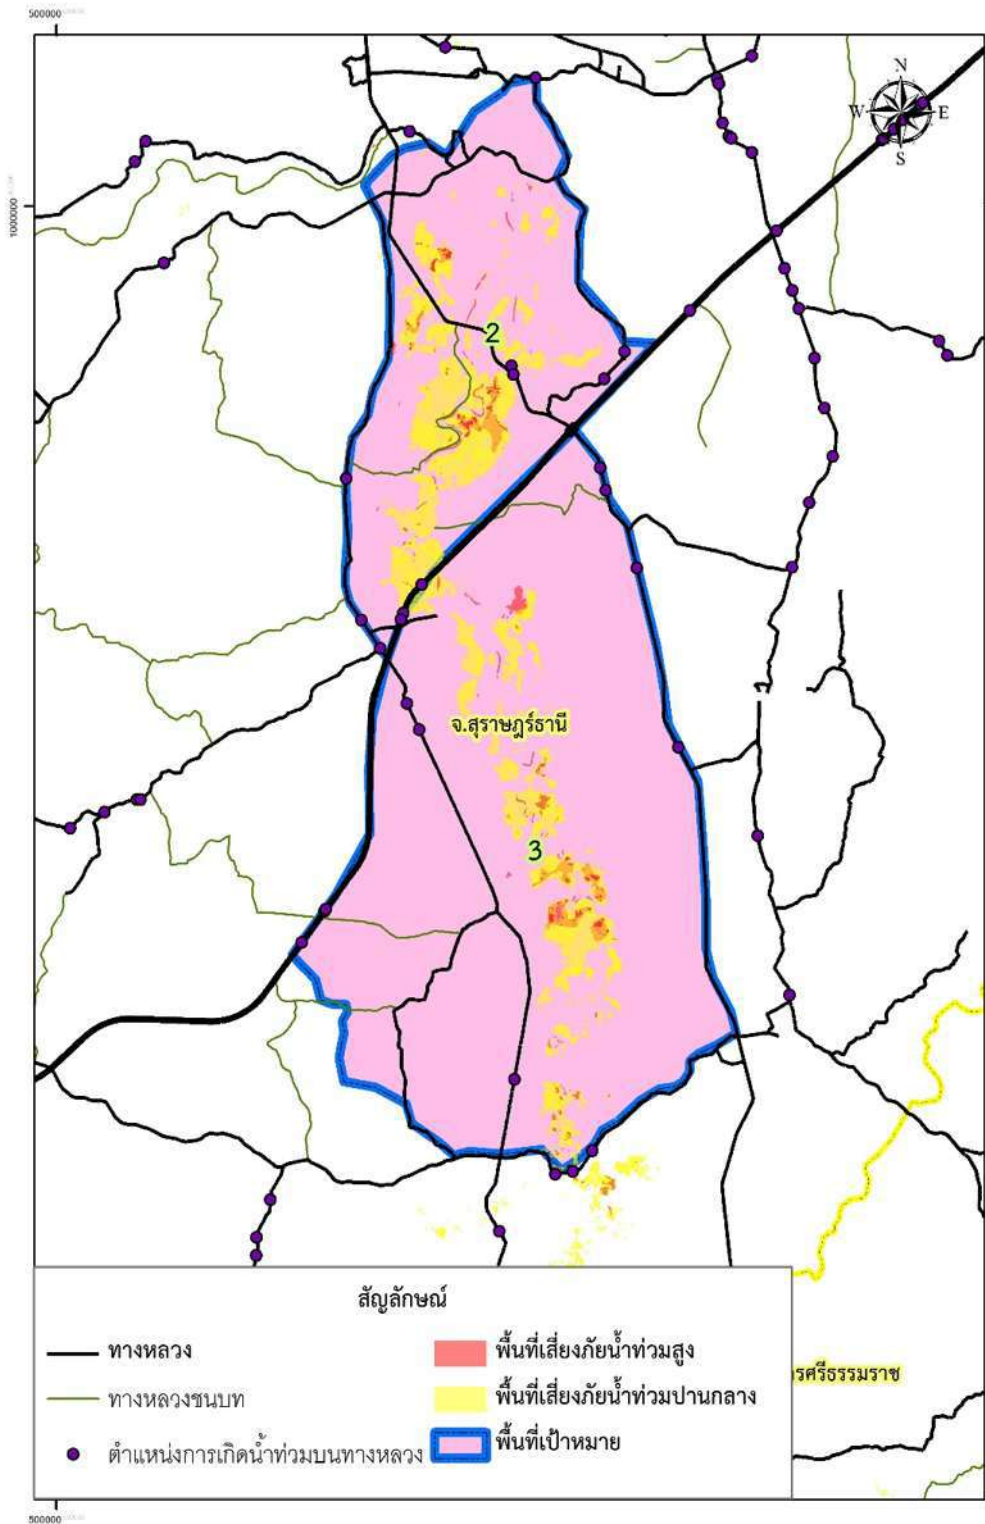 500000
N
W E
S
1000000
2
จ.สุราษฎร์ธานี
3
สัญลักษณ์
ทางหลวง
ทางหลวงชนบท
ตำแหน่งการเกิดน้ำท่วมบนทางหลวง
พื้นที่เสี่ยงภัยน้ำท่วมสูง
พื้นที่เสี่ยงภัยน้ำท่วมปานกลาง
พื้นที่เป้าหมาย
รศรีธรรมราช
500000